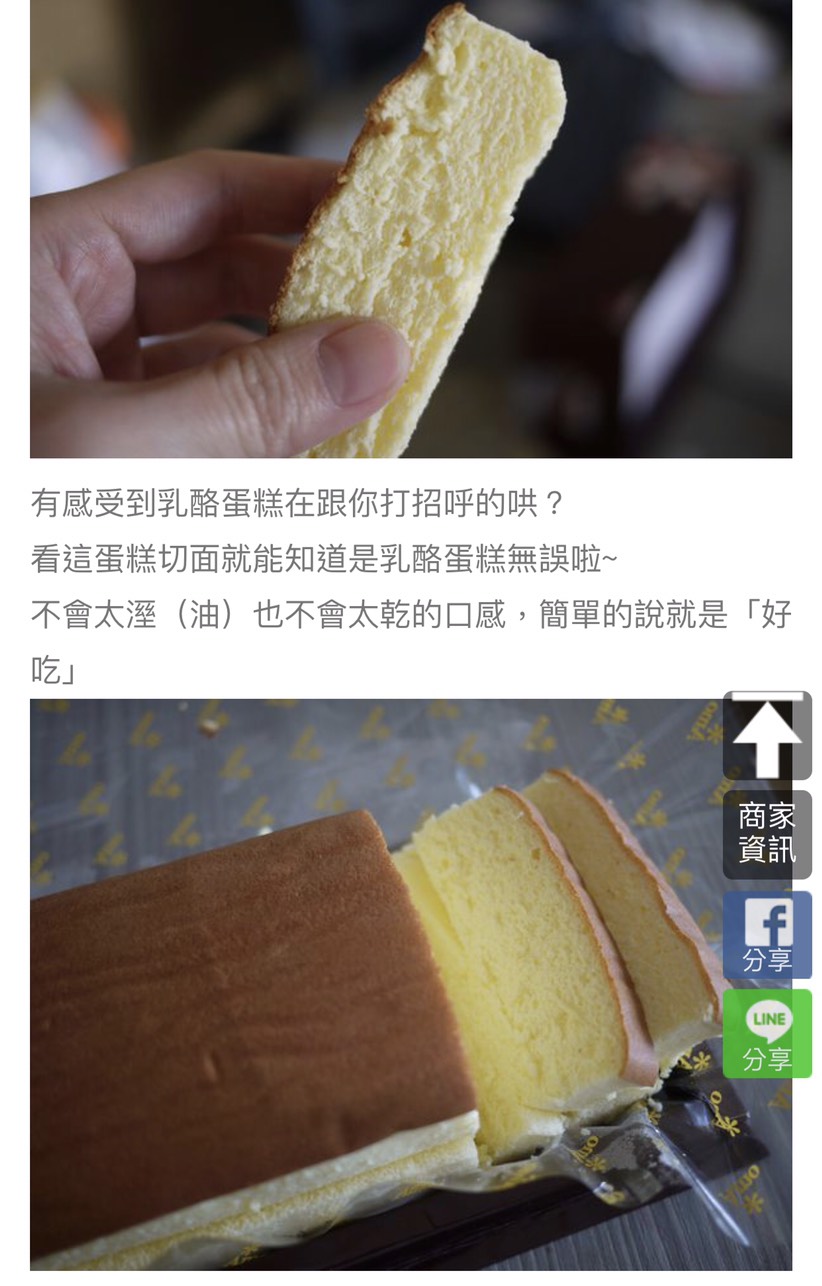 有感受到乳酪蛋糕在跟你打招呼的哄？
看這蛋糕切面就能知道是乳酪蛋糕無誤啦~
不會太溼（油）也不會太乾的口感，簡單的說就是「好
吃」
商家
資訊
分享
LINE
分享